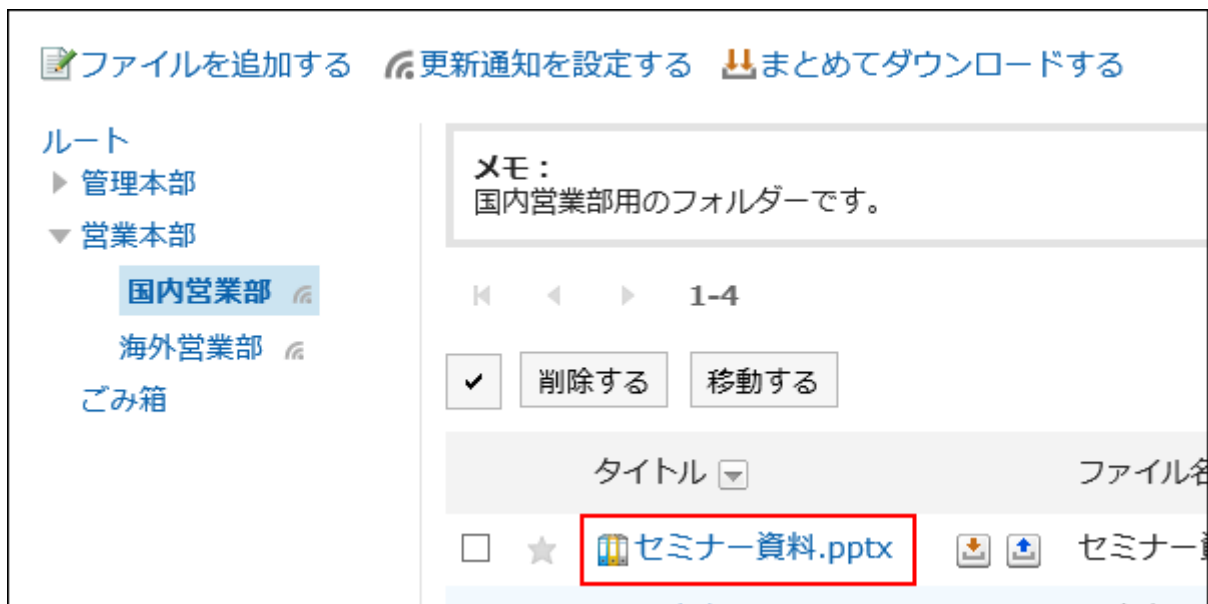 ファイルを追加する 更新通知を設定する まとめてダウンロードする
ルート
管理本部
営業本部
国内営業部
海外営業部
ごみ箱
メモ：
国内営業部用のフォルダーです。
1-4
削除する 移動する
タイトル ファイル名
セミナー資料.pptx セミナー